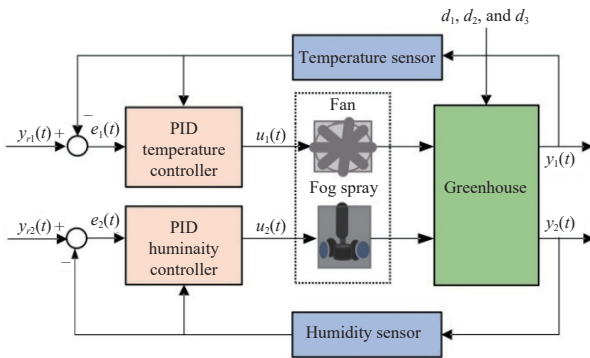 d₁, d₂, and d₃
Temperature sensor
Fan
−
yᵣ₁(t) +
e₁(t)
PID
temperature
controller
u₁(t)
y₁(t)
Fog spray
Greenhouse
yᵣ₂(t) +
e₂(t)
PID
huminaity
controller
u₂(t)
y₂(t)
−
Humidity sensor